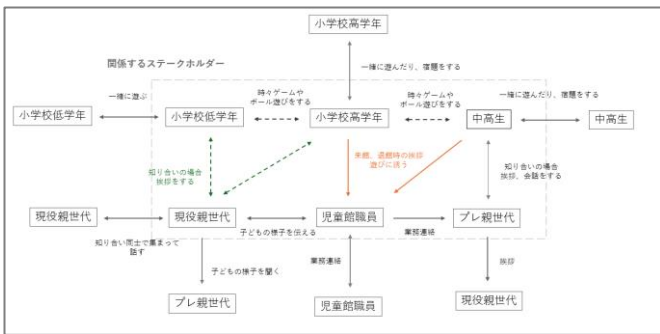 小学校高学年
関係するステークホルダー
一緒に遊んだり、宿題をする
一緒に遊ぶ
時々ゲームや
ボール遊びをする
時々ゲームや
ボール遊びをする
一緒に遊んだり、宿題をする
小学校低学年
小学校低学年
小学校高学年
中高生
中高生
知り合いの場合
挨拶をする
来館、退館時の挨拶
遊びに誘う
知り合いの場合
挨拶、会話をする
現役親世代
現役親世代
児童館職員
プレ親世代
知り合い同士で集まって
話す
子どもの様子を伝える
業務連絡
子どもの様子を聞く
業務連絡
挨拶
プレ親世代
児童館職員
現役親世代